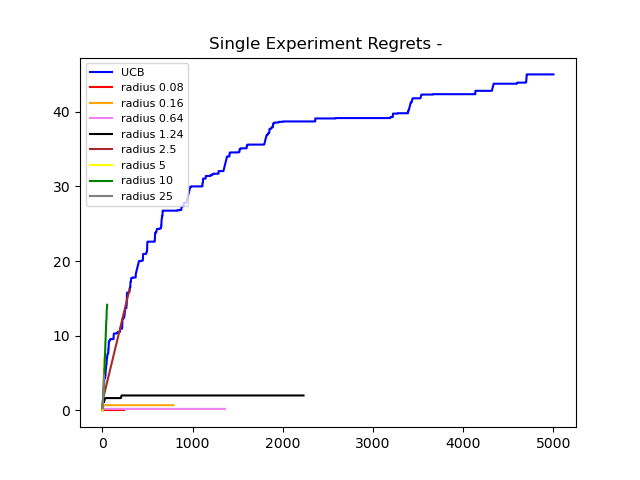 Single Experiment Regrets -
UCB
radius 0.08
radius 0.16
radius 0.64
radius 1.24
radius 2.5
radius 5
radius 10
radius 25
40
30
20
10
0
0 1000 2000 3000 4000 5000